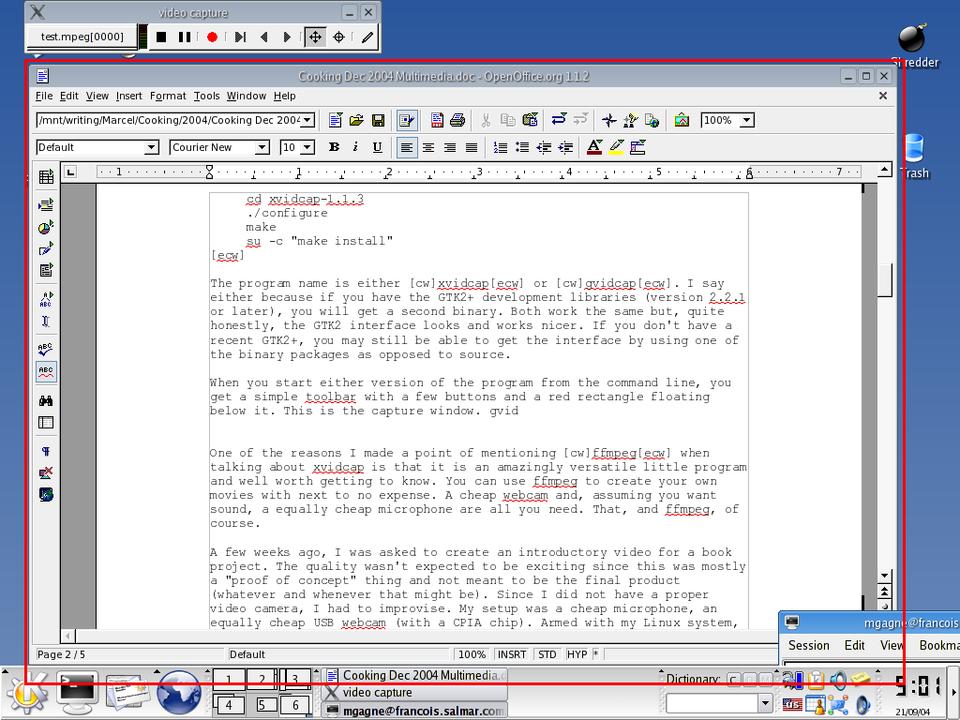 video capture
test.mpeg[0000]
Shredder
Cooking Dec 2004 Multimedia.doc - OpenOffice.org 1.1.2
File Edit View Insert Format Tools Window Help
/mnt/writing/Marcel/Cooking/2004/Cooking Dec 2004
100%
Default
Courier New
10
B i U
Trash
1 1 2 3 4 5 6 7
cd xvidcap-1.1.3
./configure
make
su -c "make install"
[ecw]
The program name is either [cw]xvidcap[ecw] or [cw]gvidcap[ecw]. I say
either because if you have the GTK2+ development libraries (version 2.2.1
or later), you will get a second binary. Both work the same but, quite
honestly, the GTK2 interface looks and works nicer. If you don't have a
recent GTK2+, you may still be able to get the interface by using one of
the binary packages as opposed to source.
When you start either version of the program from the command line, you
get a simple toolbar with a few buttons and a red rectangle floating
below it. This is the capture window. gvid
One of the reasons I made a point of mentioning [cw]ffmpeg[ecw] when
talking about xvidcap is that it is an amazingly versatile little program
and well worth getting to know. You can use ffmpeg to create your own
movies with next to no expense. A cheap webcam and, assuming you want
sound, a equally cheap microphone are all you need. That, and ffmpeg, of
course.
A few weeks ago, I was asked to create an introductory video for a book
project. The quality wasn't expected to be exciting since this was mostly
a "proof of concept" thing and not meant to be the final product
(whatever and whenever that might be). Since I did not have a proper
video camera, I had to improvise. My setup was a cheap microphone, an
equally cheap USB webcam (with a CPIA chip). Armed with my Linux system,
mgagne@francois
Session Edit View Bookma
Page 2 / 5 Default 100% INSRT STD HYP *
1 2 3
4 5 6
Cooking Dec 2004 Multimedia.
video capture
mgagne@francois.salmar.com
Dictionary:
5:01
21/09/04